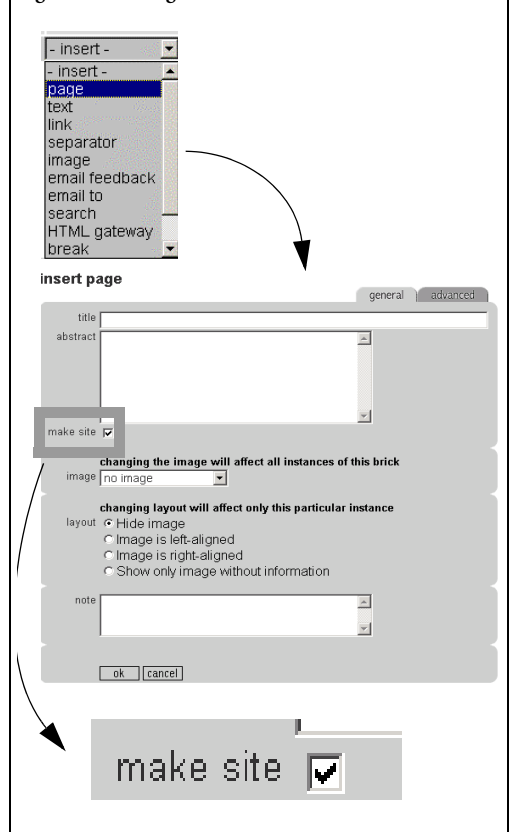 - insert -
- insert -
page
text
link
separator
image
email feedback
email to
search
HTML gateway
break
insert page
general advanced
title
abstract
make site
changing the image will affect all instances of this brick
image no image
changing layout will affect only this particular instance
layout Hide image
Image is left-aligned
Image is right-aligned
Show only image without information
note
ok cancel
make site